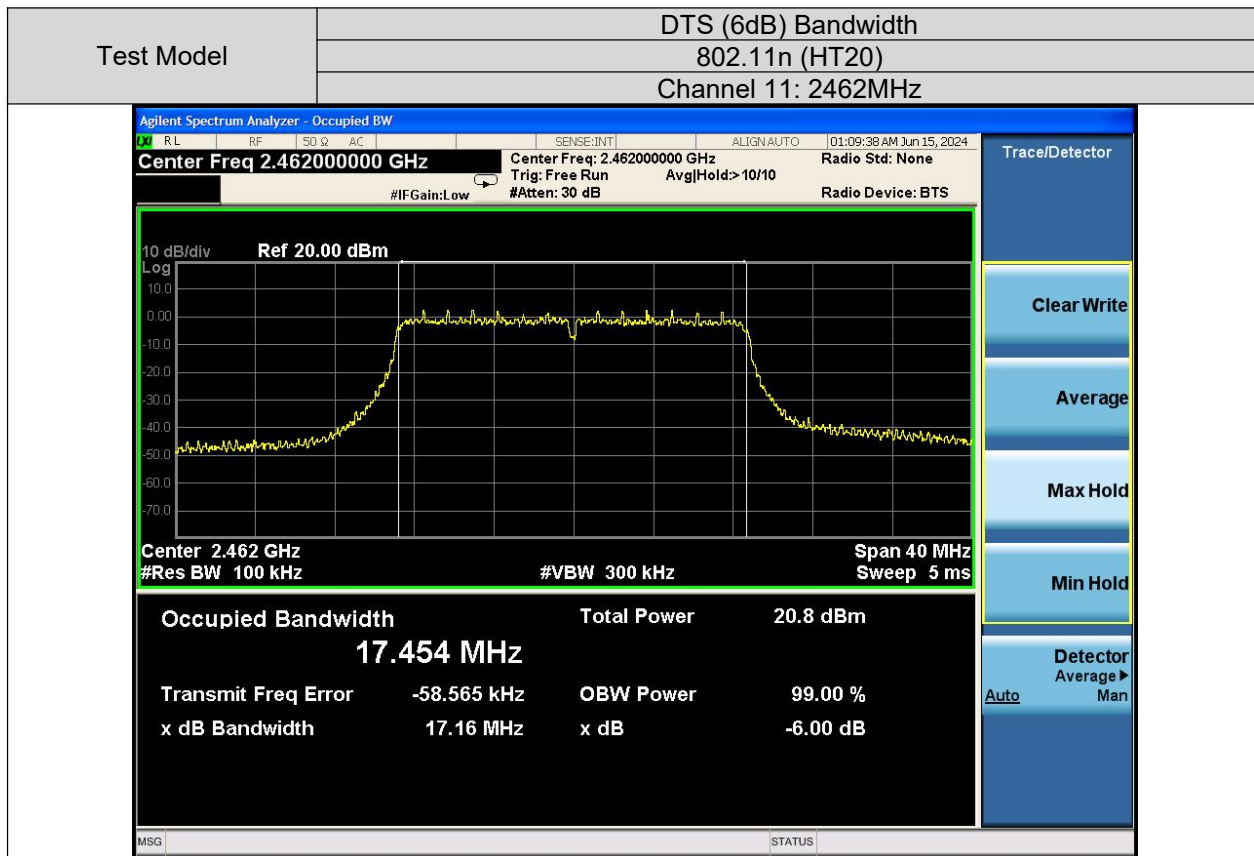 Test Model
DTS (6dB) Bandwidth
802.11n (HT20)
Channel 11: 2462MHz
Agilent Spectrum Analyzer - Occupied BW
LXI RL RF 50 Ω AC SENSE:INT ALIGN AUTO 01:09:38 AM Jun 15, 2024
Center Freq 2.462000000 GHz
Center Freq: 2.462000000 GHz Radio Std: None
Trig: Free Run Avg|Hold:> 10/10
#IFGain:Low #Atten: 30 dB Radio Device: BTS
10 dB/div Ref 20.00 dBm
Log
10.0
0.00
-10.0
-20.0
-30.0
-40.0
-50.0
-60.0
-70.0
Center 2.462 GHz Span 40 MHz
#Res BW 100 kHz #VBW 300 kHz Sweep 5 ms
Occupied Bandwidth Total Power 20.8 dBm
17.454 MHz
Transmit Freq Error -58.565 kHz OBW Power 99.00 %
x dB Bandwidth 17.16 MHz x dB -6.00 dB
MSG STATUS
Trace/Detector
Clear Write
Average
Max Hold
Min Hold
Detector
Average▶
Auto Man